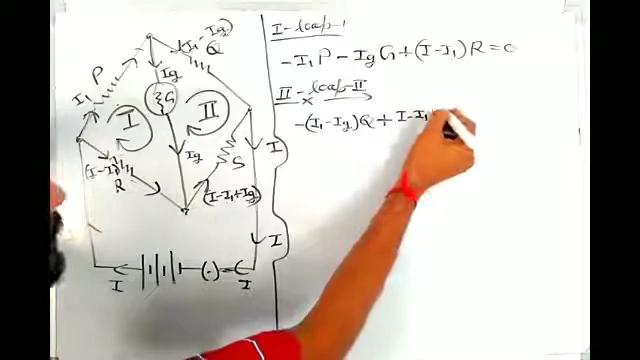 (I₁-Ig)
Q
P
I₁
Ig
G
I
II
Ig
S
(I-I₁)
R
(I-I₁+Ig)
I
I
I
I
(·)
I - loop - 1
-I₁P - IgG + (I-I₁)R = 0
II - loop - II
-(I₁-Ig)Q + I-I₁